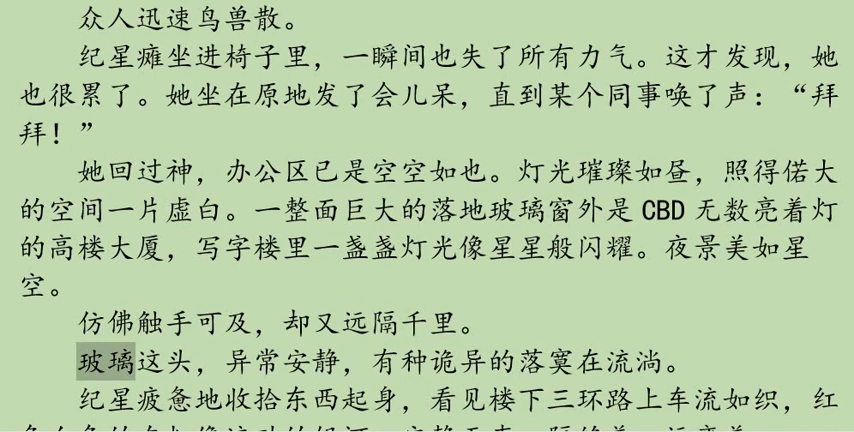 众人迅速鸟兽散。
纪星瘫坐进椅子里，一瞬间也失了所有力气。这才发现，她
也很累了。她坐在原地发了会儿呆，直到某个同事唤了声：“拜
拜！”
她回过神，办公区已是空空如也。灯光璀璨如昼，照得偌大
的空间一片虚白。一整面巨大的落地玻璃窗外是 CBD 无数亮着灯
的高楼大厦，写字楼里一盏盏灯光像星星般闪耀。夜景美如星
空。
仿佛触手可及，却又远隔千里。
玻璃这头，异常安静，有种诡异的落寞在流淌。
纪星疲惫地收拾东西起身，看见楼下三环路上车流如织，红